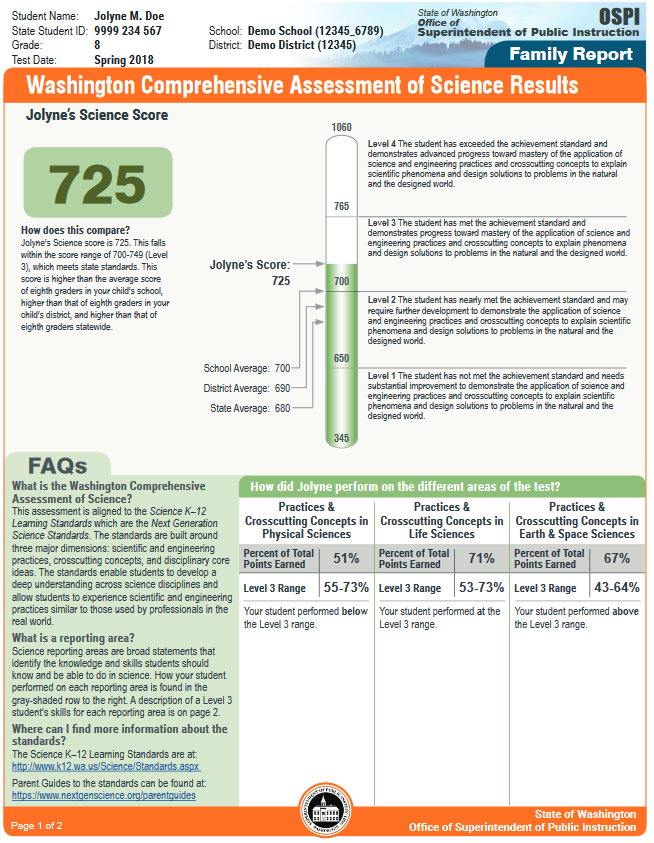 Student Name: Jolyne M. Doe
State Student ID: 9999 234 567
Grade: 8
Test Date: Spring 2018
School: Demo School (12345_6789)
District: Demo District (12345)
State of Washington
Office of
Superintendent of Public Instruction
OSPI
Family Report
Washington Comprehensive Assessment of Science Results
Jolyne's Science Score
725
How does this compare?
Jolyne's Science score is 725. This falls
within the score range of 700-749 (Level
3), which meets state standards. This
score is higher than the average score
of eighth graders in your child's school,
higher than that of eighth graders in your
child's district, and higher than that of
eighth graders statewide.
Jolyne's Score:
725
School Average: 700
District Average: 690
State Average: 680
1060
765
700
650
345
Level 4 The student has exceeded the achievement standard and
demonstrates advanced progress toward mastery of the application of
science and engineering practices and crosscutting concepts to explain
scientific phenomena and design solutions to problems in the natural
and the designed world.
Level 3 The student has met the achievement standard and
demonstrates progress toward mastery of the application of science and
engineering practices and crosscutting concepts to explain phenomena
and design solutions to problems in the natural and the designed world.
Level 2 The student has nearly met the achievement standard and may
require further development to demonstrate the application of science
and engineering practices and crosscutting concepts to explain scientific
phenomena and design solutions to problems in the natural and the
designed world.
Level 1 The student has not met the achievement standard and needs
substantial improvement to demonstrate the application of science and
engineering practices and crosscutting concepts to explain scientific
phenomena and design solutions to problems in the natural and the
designed world.
FAQs
What is the Washington Comprehensive
Assessment of Science?
This assessment is aligned to the Science K–12
Learning Standards which are the Next Generation
Science Standards. The standards are built around
three major dimensions: scientific and engineering
practices, crosscutting concepts, and disciplinary core
ideas. The standards enable students to develop a
deep understanding across science disciplines and
allow students to experience scientific and engineering
practices similar to those used by professionals in the
real world.
What is a reporting area?
Science reporting areas are broad statements that
identify the knowledge and skills students should
know and be able to do in science. How your student
performed on each reporting area is found in the
gray-shaded row to the right. A description of a Level 3
student's skills for each reporting area is on page 2.
Where can I find more information about the
standards?
The Science K–12 Learning Standards are at:
http://www.k12.wa.us/Science/Standards.aspx
Parent Guides to the standards can be found at:
https://www.nextgenscience.org/parentguides
How did Jolyne perform on the different areas of the test?
Practices &
Crosscutting Concepts in
Physical Sciences
Percent of Total
Points Earned
51%
Level 3 Range 55-73%
Your student performed below
the Level 3 range.
Practices &
Crosscutting Concepts in
Life Sciences
Percent of Total
Points Earned
71%
Level 3 Range 53-73%
Your student performed at the
Level 3 range.
Practices &
Crosscutting Concepts in
Earth & Space Sciences
Percent of Total
Points Earned
67%
Level 3 Range 43-64%
Your student performed above
the Level 3 range.
Page 1 of 2
State of Washington
Office of Superintendent of Public Instruction